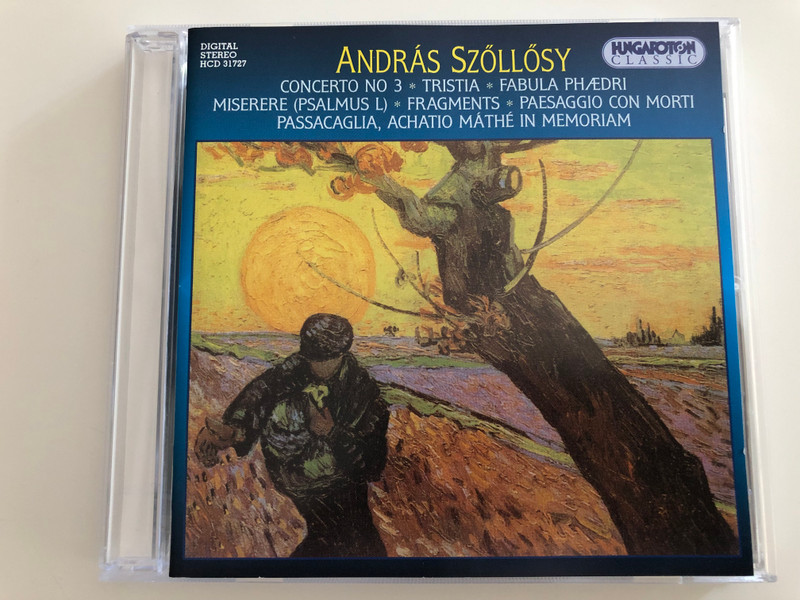 DIGITAL
STEREO
HCD 31727
ANDRÁS SZŐLLŐSY
HUNGAROTON
CLASSIC
CONCERTO NO 3 * TRISTIA * FABULA PHÆDRI
MISERERE (PSALMUS L) * FRAGMENTS * PAESAGGIO CON MORTI
PASSACAGLIA, ACHATIO MÁTHÉ IN MEMORIAM